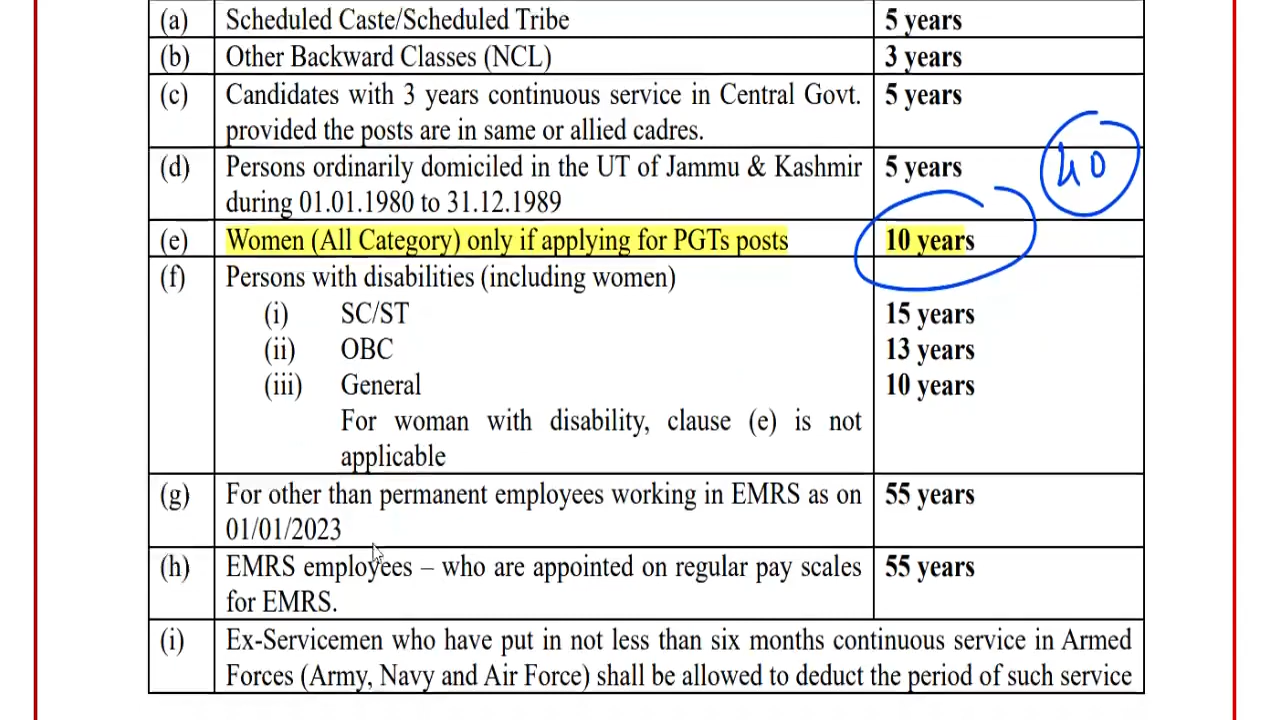 (a) Scheduled Caste/Scheduled Tribe 5 years
(b) Other Backward Classes (NCL) 3 years
(c) Candidates with 3 years continuous service in Central Govt. 5 years
provided the posts are in same or allied cadres.
(d) Persons ordinarily domiciled in the UT of Jammu & Kashmir 5 years 40
during 01.01.1980 to 31.12.1989
(e) Women (All Category) only if applying for PGTs posts 10 years
(f) Persons with disabilities (including women)
(i) SC/ST 15 years
(ii) OBC 13 years
(iii) General 10 years
For woman with disability, clause (e) is not
applicable
(g) For other than permanent employees working in EMRS as on 55 years
01/01/2023
(h) EMRS employees – who are appointed on regular pay scales 55 years
for EMRS.
(i) Ex-Servicemen who have put in not less than six months continuous service in Armed
Forces (Army, Navy and Air Force) shall be allowed to deduct the period of such service